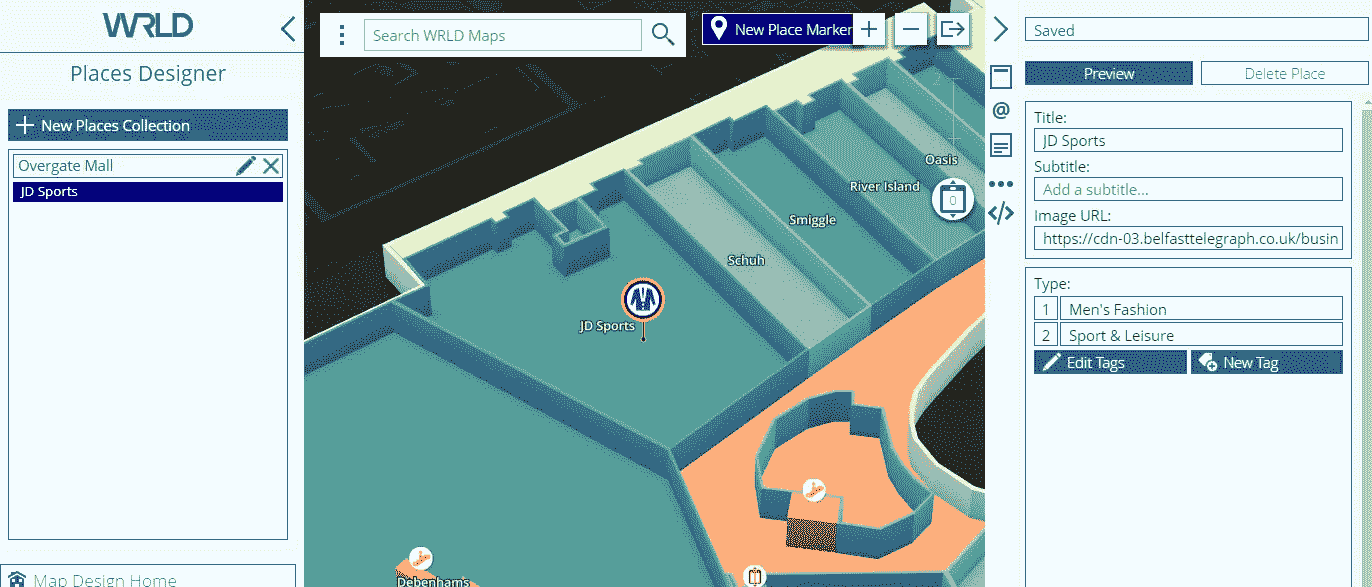 WRLD
Places Designer
New Places Collection
Overgate Mall
JD Sports
Map Design Home
Search WRLD Maps
New Place Marker
Oasis
River Island
0
Smiggle
Schuh
JD Sports
Debenham's
@
</>
Saved
Preview
Delete Place
Title:
JD Sports
Subtitle:
Add a subtitle...
Image URL:
https://cdn-03.belfasttelegraph.co.uk/busin
Type:
1 Men's Fashion
2 Sport & Leisure
Edit Tags
New Tag